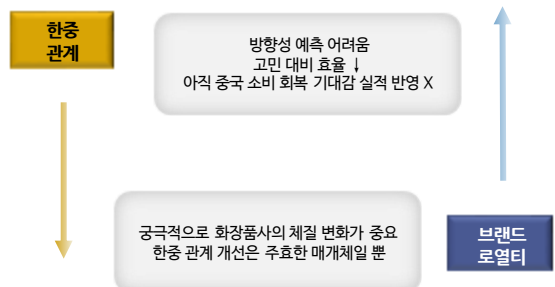 한중
관계
방향성 예측 어려움
고민 대비 효율 ↓
아직 중국 소비 회복 기대감 실적 반영 X
궁극적으로 화장품사의 체질 변화가 중요
한중 관계 개선은 주효한 매개체일 뿐
브랜드
로열티